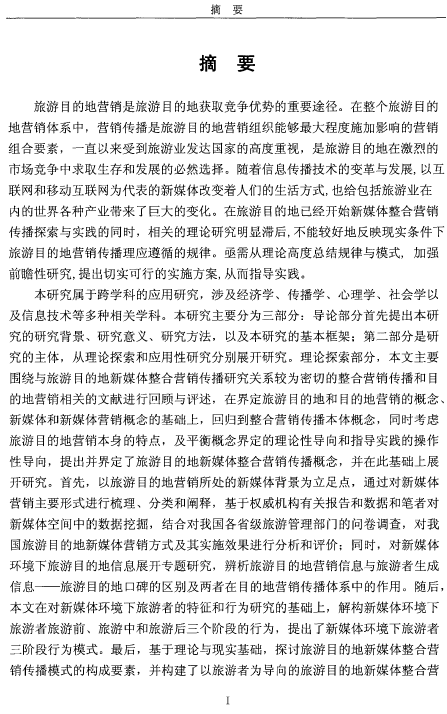 摘 要
摘 要
旅游目的地营销是旅游目的地获取竞争优势的重要途径。在整个旅游目的
地营销体系中，营销传播是旅游目的地营销组织能够最大程度施加影响的营销
组合要素，一直以来受到旅游业发达国家的高度重视，是旅游目的地在激烈的
市场竞争中求取生存和发展的必然选择。随着信息传播技术的变革与发展,以互
联网和移动互联网为代表的新媒体改变着人们的生活方式,也给包括旅游业在
内的世界各种产业带来了巨大的变化。在旅游目的地已经开始新媒体整合营销
传播探索与实践的同时，相关的理论研究明显滞后,不能较好地反映现实条件下
旅游目的地营销传播理应遵循的规律。亟需从理论高度总结规律与模式, 加强
前瞻性研究,提出切实可行的实施方案,从而指导实践。
本研究属于跨学科的应用研究，涉及经济学、传播学、心理学、社会学以
及信息技术等多种相关学科。本研究主要分为三部分：导论部分首先提出本研
究的研究背景、研究意义、研究方法，以及本研究的基本框架；第二部分是研
究的主体，从理论探索和应用性研究分别展开研究。理论探索部分，本文主要
围绕与旅游目的地新媒体整合营销传播研究关系较为密切的整合营销传播和目
的地营销相关的文献进行回顾与评述，在界定旅游目的地和目的地营销的概念、
新媒体和新媒体营销概念的基础上，回归到整合营销传播本体概念，同时考虑
旅游目的地营销本身的特点，及平衡概念界定的理论性导向和指导实践的操作
性导向，提出并界定了旅游目的地新媒体整合营销传播概念，并在此基础上展
开研究。首先，以旅游目的地营销所处的新媒体背景为立足点，通过对新媒体
营销主要形式进行梳理、分类和阐释，基于权威机构有关报告和数据和笔者对
新媒体空间中的数据挖掘，结合对我国各省级旅游管理部门的问卷调查，对我
国旅游目的地新媒体营销方式及其实施效果进行分析和评价；同时，对新媒体
环境下旅游目的地信息展开专题研究，辨析旅游目的地营销信息与旅游者生成
信息——旅游目的地口碑的区别及两者在目的地营销传播体系中的作用。随后，
本文在对新媒体环境下旅游者的特征和行为研究的基础上，解构新媒体环境下
旅游者旅游前、旅游中和旅游后三个阶段的行为，提出了新媒体环境下旅游者
三阶段行为模式。最后，基于理论与现实基础，探讨旅游目的地新媒体整合营
销传播模式的构成要素，并构建了以旅游者为导向的旅游目的地新媒体整合营
I